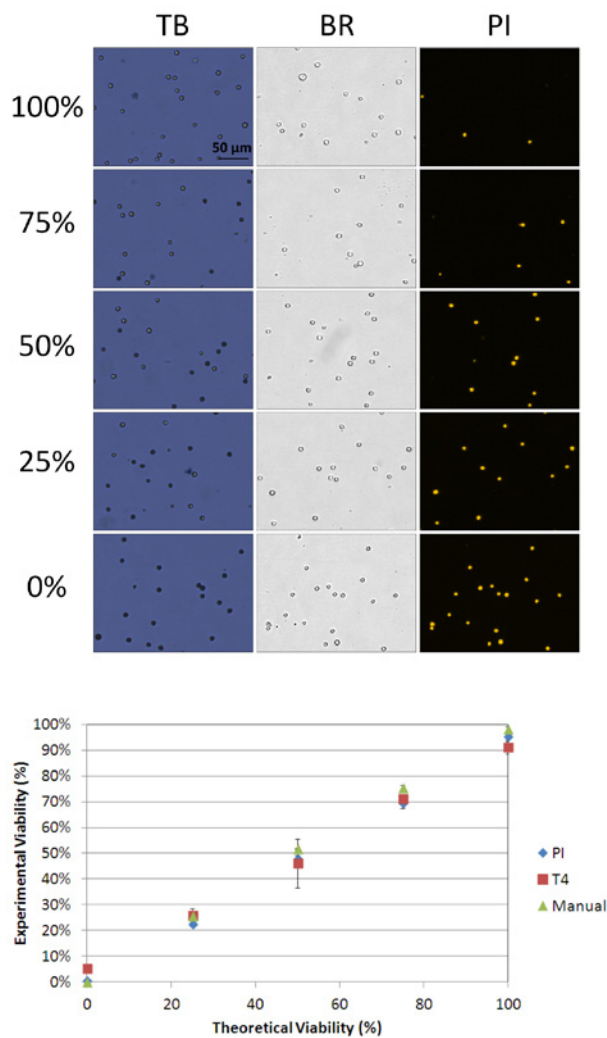 TB BR PI
100%
50 µm
75%
50%
25%
0%
100%
90%
80%
70%
60%
50%
40%
30%
20%
10%
0%
Experimental Viability (%)
0 20 40 60 80 100
Theoretical Viability (%)
PI
T4
Manual